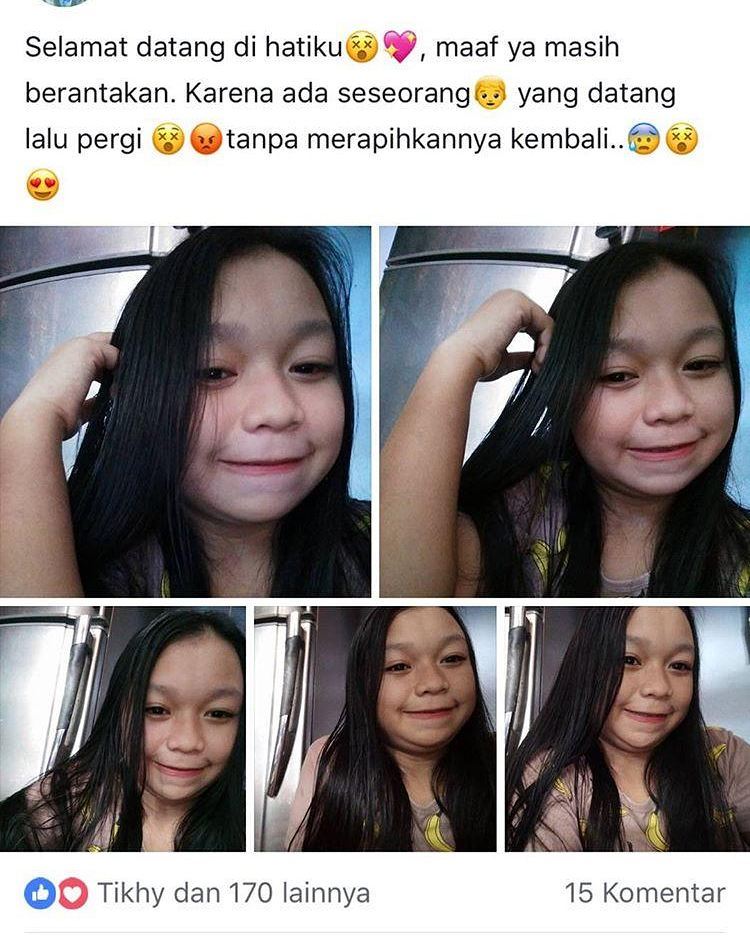 Selamat datang di hatiku😵💖, maaf ya masih
berantakan. Karena ada seseorang👨 yang datang
lalu pergi 😵😡tanpa merapihkannya kembali..😰😵
😍
Tikhy dan 170 lainnya
15 Komentar